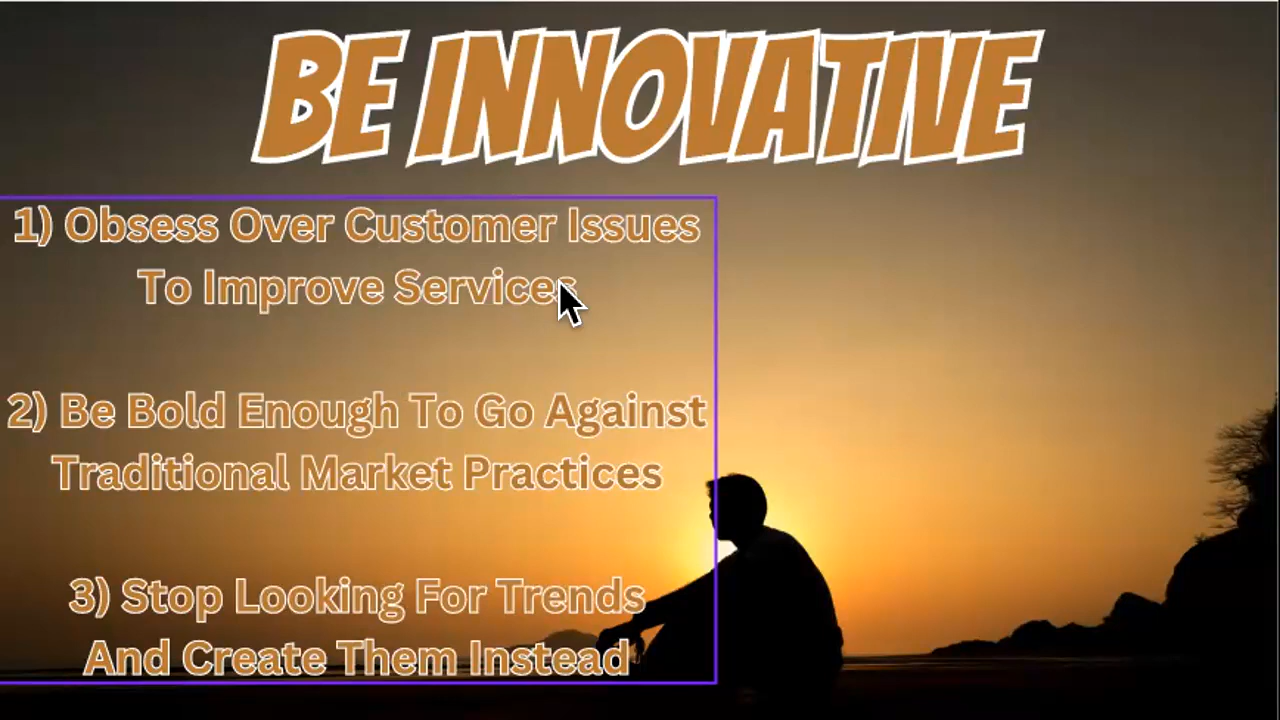 BE INNOVATIVE
1) Obsess Over Customer Issues
To Improve Services
2) Be Bold Enough To Go Against
Traditional Market Practices
3) Stop Looking For Trends
And Create Them Instead